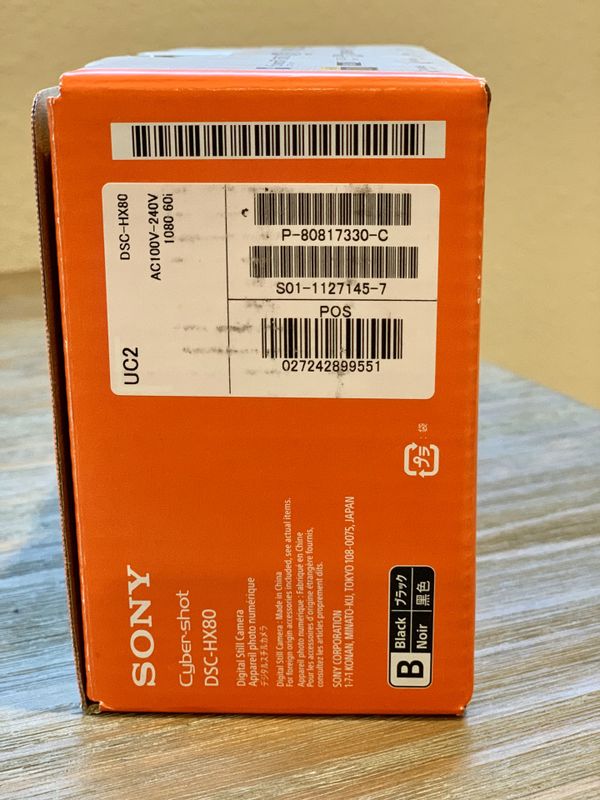 DSC-HX80
AC100V-240V
1080 60i
UC2
P-80817330-C
S01-1127145-7
POS
027242899551
プラ : 袋
SONY
Cyber-shot
DSC-HX80
Digital Still Camera
Appareil photo numérique
デジタルスチルカメラ
Digital Still Camera : Made in China
For foreign origin accessories included, see actual items.
Appareil photo numérique : Fabriqué en Chine
Pour les accessoires d'origine étrangère fournis,
consultez les articles proprement dits.
SONY CORPORATION
1-7-1 KONAN, MINATO-KU, TOKYO 108-0075, JAPAN
B
Black ブラック
Noir 黑色